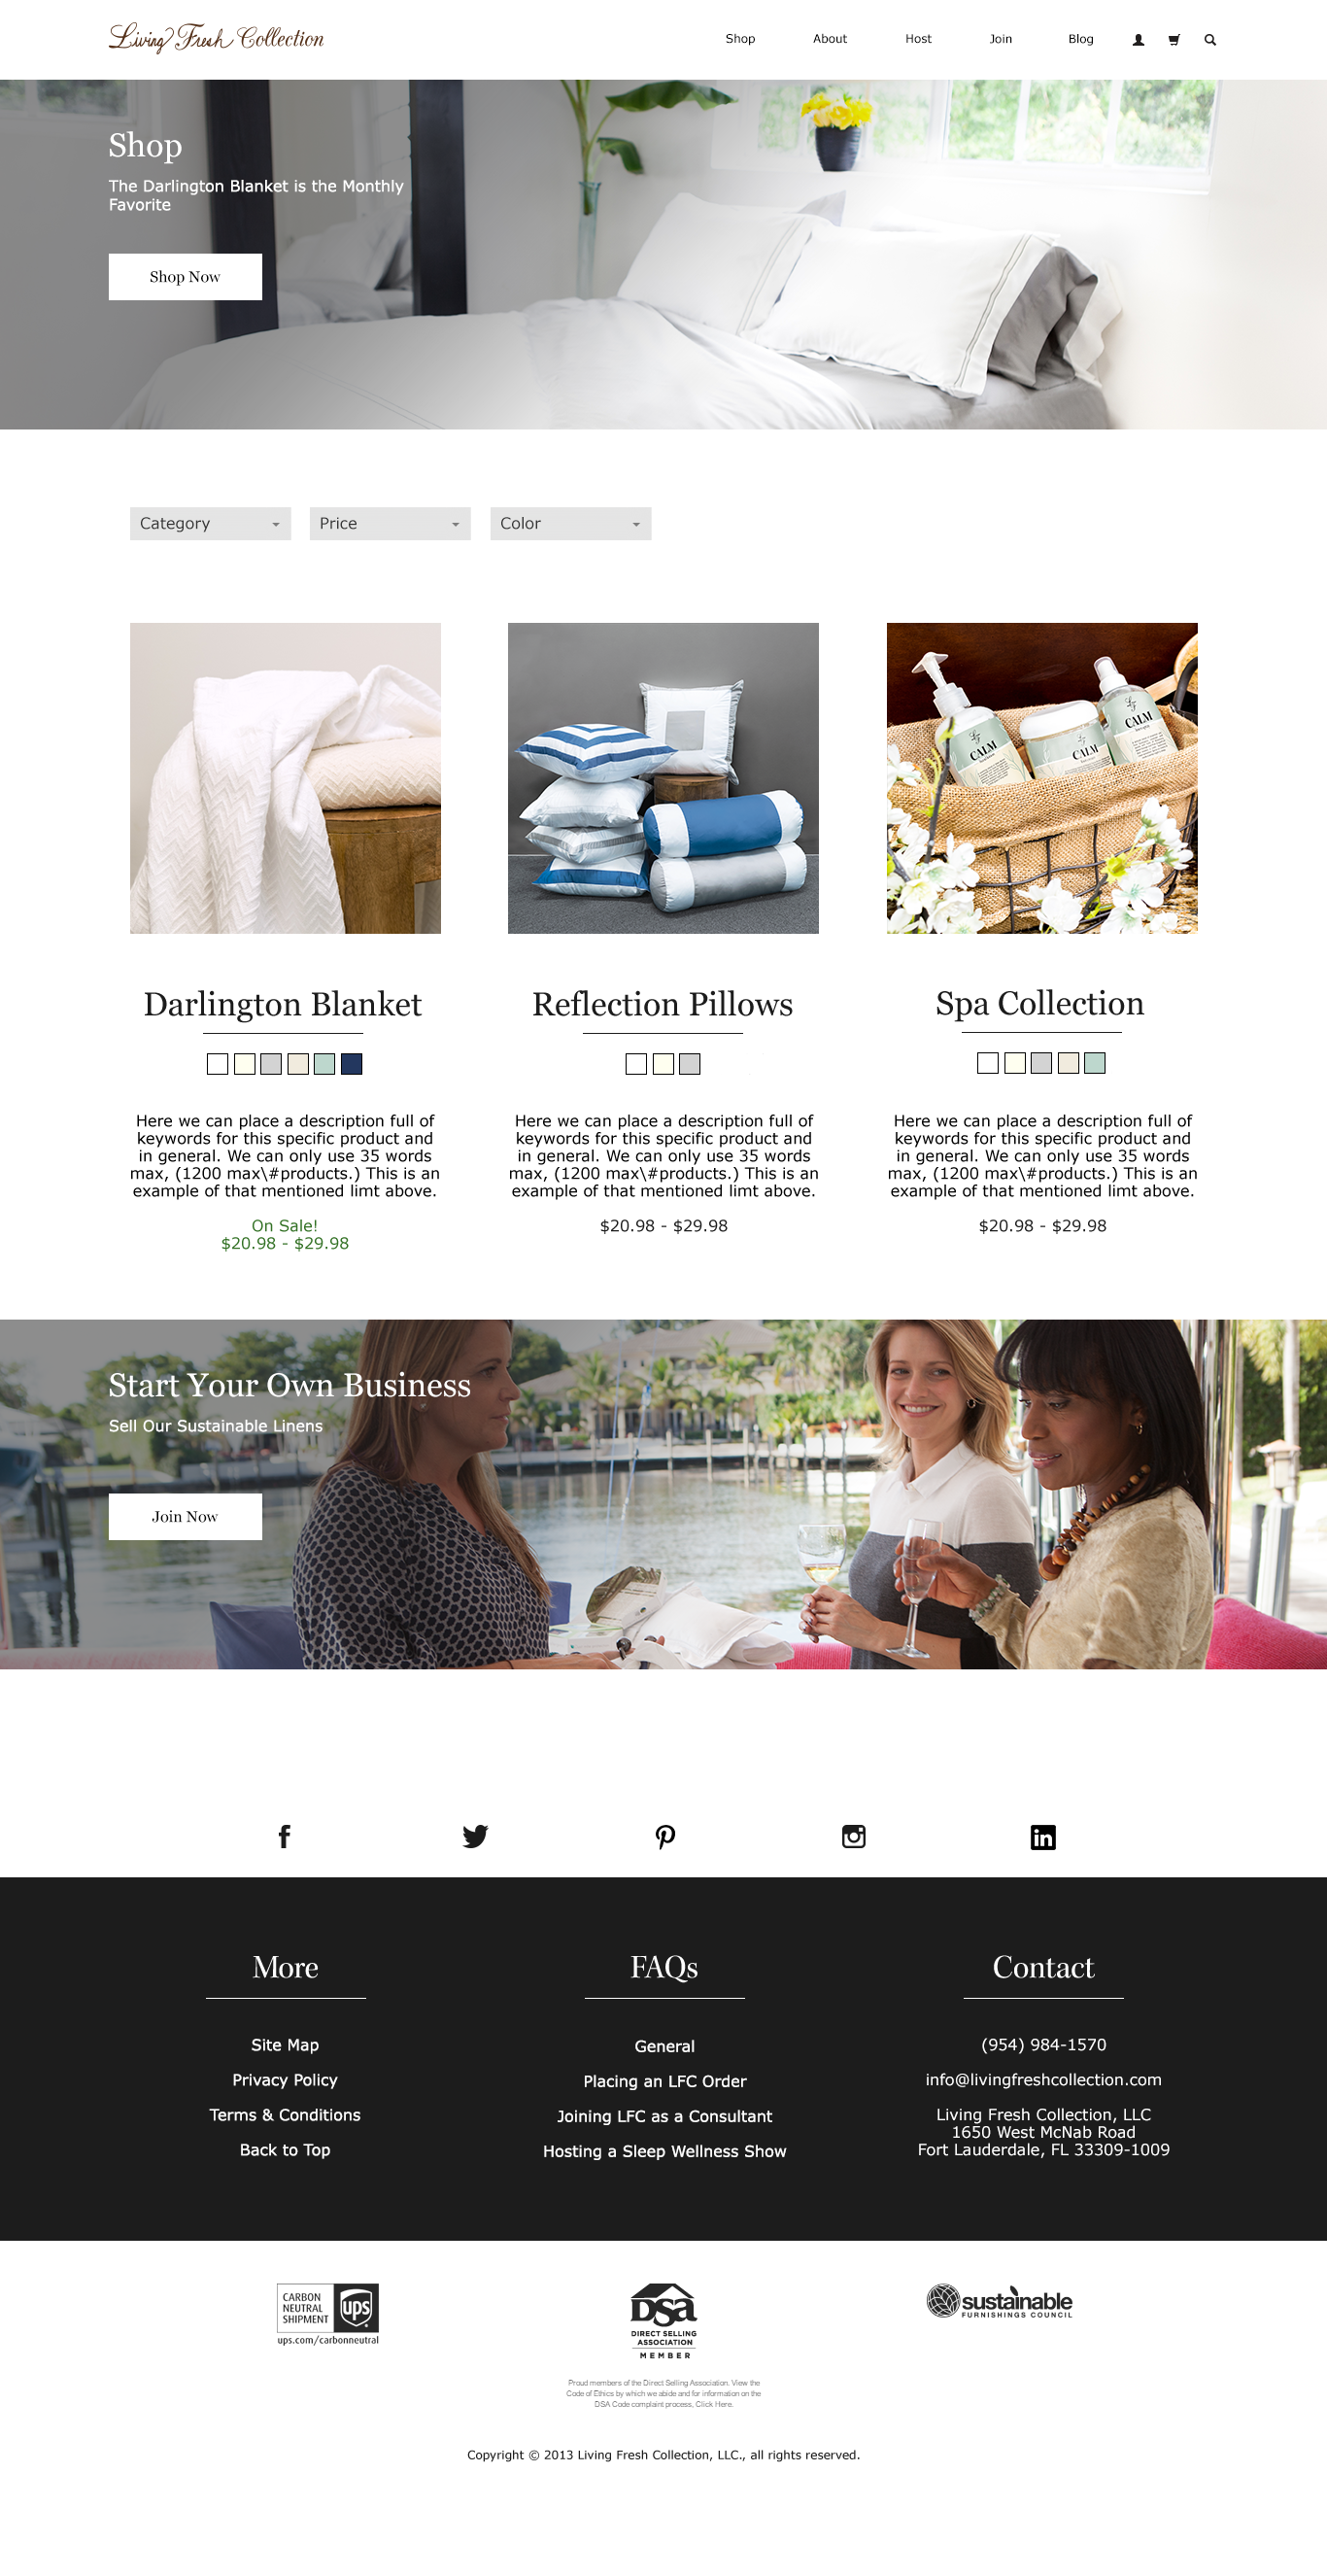 Living Fresh Collection
Shop About Host Join Blog
Shop
The Darlington Blanket is the Monthly
Favorite
Shop Now
Category Price Color
CALM CALM CALM
Darlington Blanket
Here we can place a description full of
keywords for this specific product and
in general. We can only use 35 words
max, (1200 max\#products.) This is an
example of that mentioned limt above.
On Sale!
$20.98 - $29.98
Reflection Pillows
Here we can place a description full of
keywords for this specific product and
in general. We can only use 35 words
max, (1200 max\#products.) This is an
example of that mentioned limt above.
$20.98 - $29.98
Spa Collection
Here we can place a description full of
keywords for this specific product and
in general. We can only use 35 words
max, (1200 max\#products.) This is an
example of that mentioned limt above.
$20.98 - $29.98
Start Your Own Business
Sell Our Sustainable Linens
Join Now
More
Site Map
Privacy Policy
Terms & Conditions
Back to Top
FAQs
General
Placing an LFC Order
Joining LFC as a Consultant
Hosting a Sleep Wellness Show
Contact
(954) 984-1570
info@livingfreshcollection.com
Living Fresh Collection, LLC
1650 West McNab Road
Fort Lauderdale, FL 33309-1009
CARBON
NEUTRAL
SHIPMENT
ups
ups.com/carbonneutral
DSA
DIRECT SELLING
ASSOCIATION
MEMBER
Proud members of the Direct Selling Association. View the
Code of Ethics by which we abide and for information on the
DSA Code complaint process, Click Here.
sustainable
FURNISHINGS COUNCIL
Copyright © 2013 Living Fresh Collection, LLC., all rights reserved.